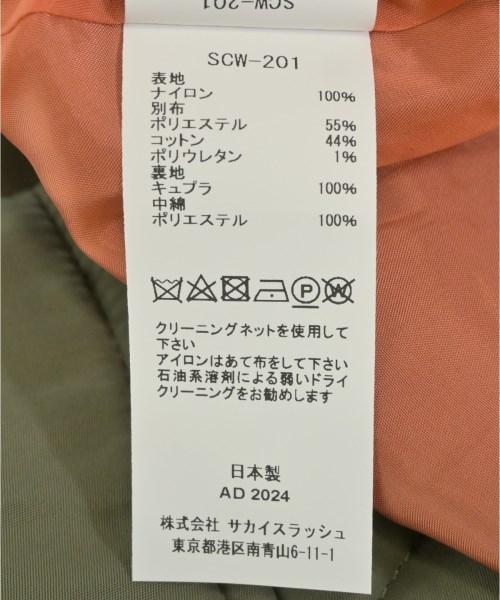 SCW-201
SCW-201
表地
ナイロン 100%
別布
ポリエステル 55%
コットン 44%
ポリウレタン 1%
裏地
キュプラ 100%
中綿
ポリエステル 100%
P W
クリーニングネットを使用して
下さい
アイロンはあて布をして下さい
石油系溶剤による弱いドライ
クリーニングをお勧めします
日本製
AD 2024
株式会社 サカイスラッシュ
東京都港区南青山6-11-1